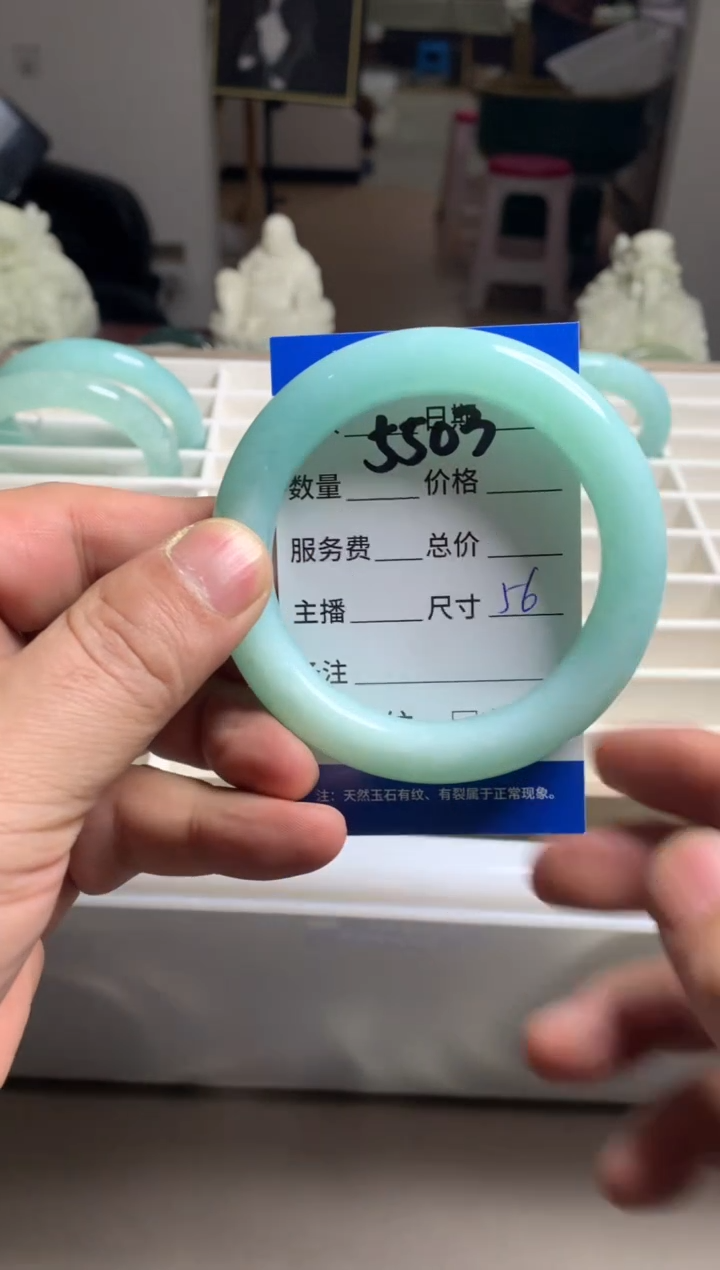 日期
5503
数量 价格
服务费 总价
主播 尺寸 56
注
注：天然玉石有纹、有裂属于正常现象。